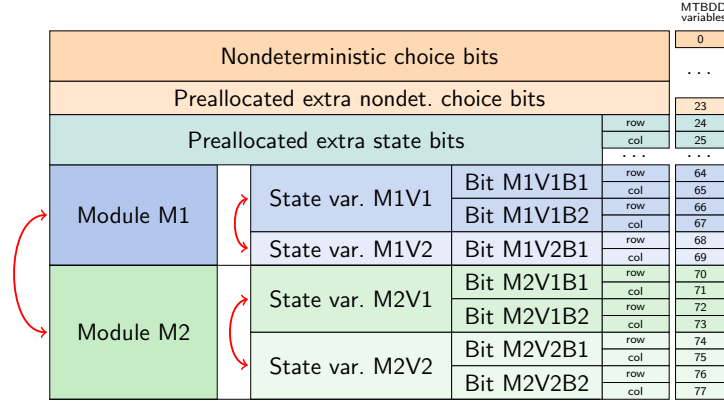 MTBDD
variables
Nondeterministic choice bits 0
. . .
Preallocated extra nondet. choice bits 23
Preallocated extra state bits row 24
col 25
. . . . . .
Module M1 State var. M1V1 Bit M1V1B1 row 64
col 65
Bit M1V1B2 row 66
col 67
State var. M1V2 Bit M1V2B1 row 68
col 69
Module M2 State var. M2V1 Bit M2V1B1 row 70
col 71
Bit M2V1B2 row 72
col 73
State var. M2V2 Bit M2V2B1 row 74
col 75
Bit M2V2B2 row 76
col 77